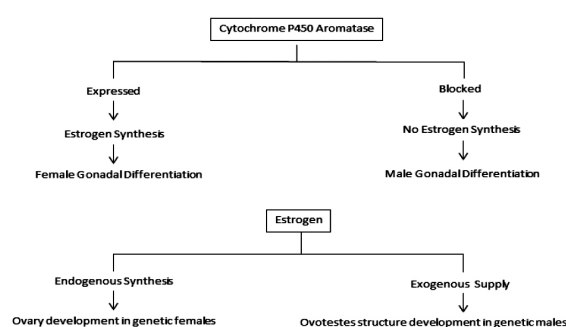 Cytochrome P450 Aromatase
Expressed
Blocked
Estrogen Synthesis
No Estrogen Synthesis
Female Gonadal Differentiation
Male Gonadal Differentiation
Estrogen
Endogenous Synthesis
Exogenous Supply
Ovary development in genetic females
Ovotestes structure development in genetic males